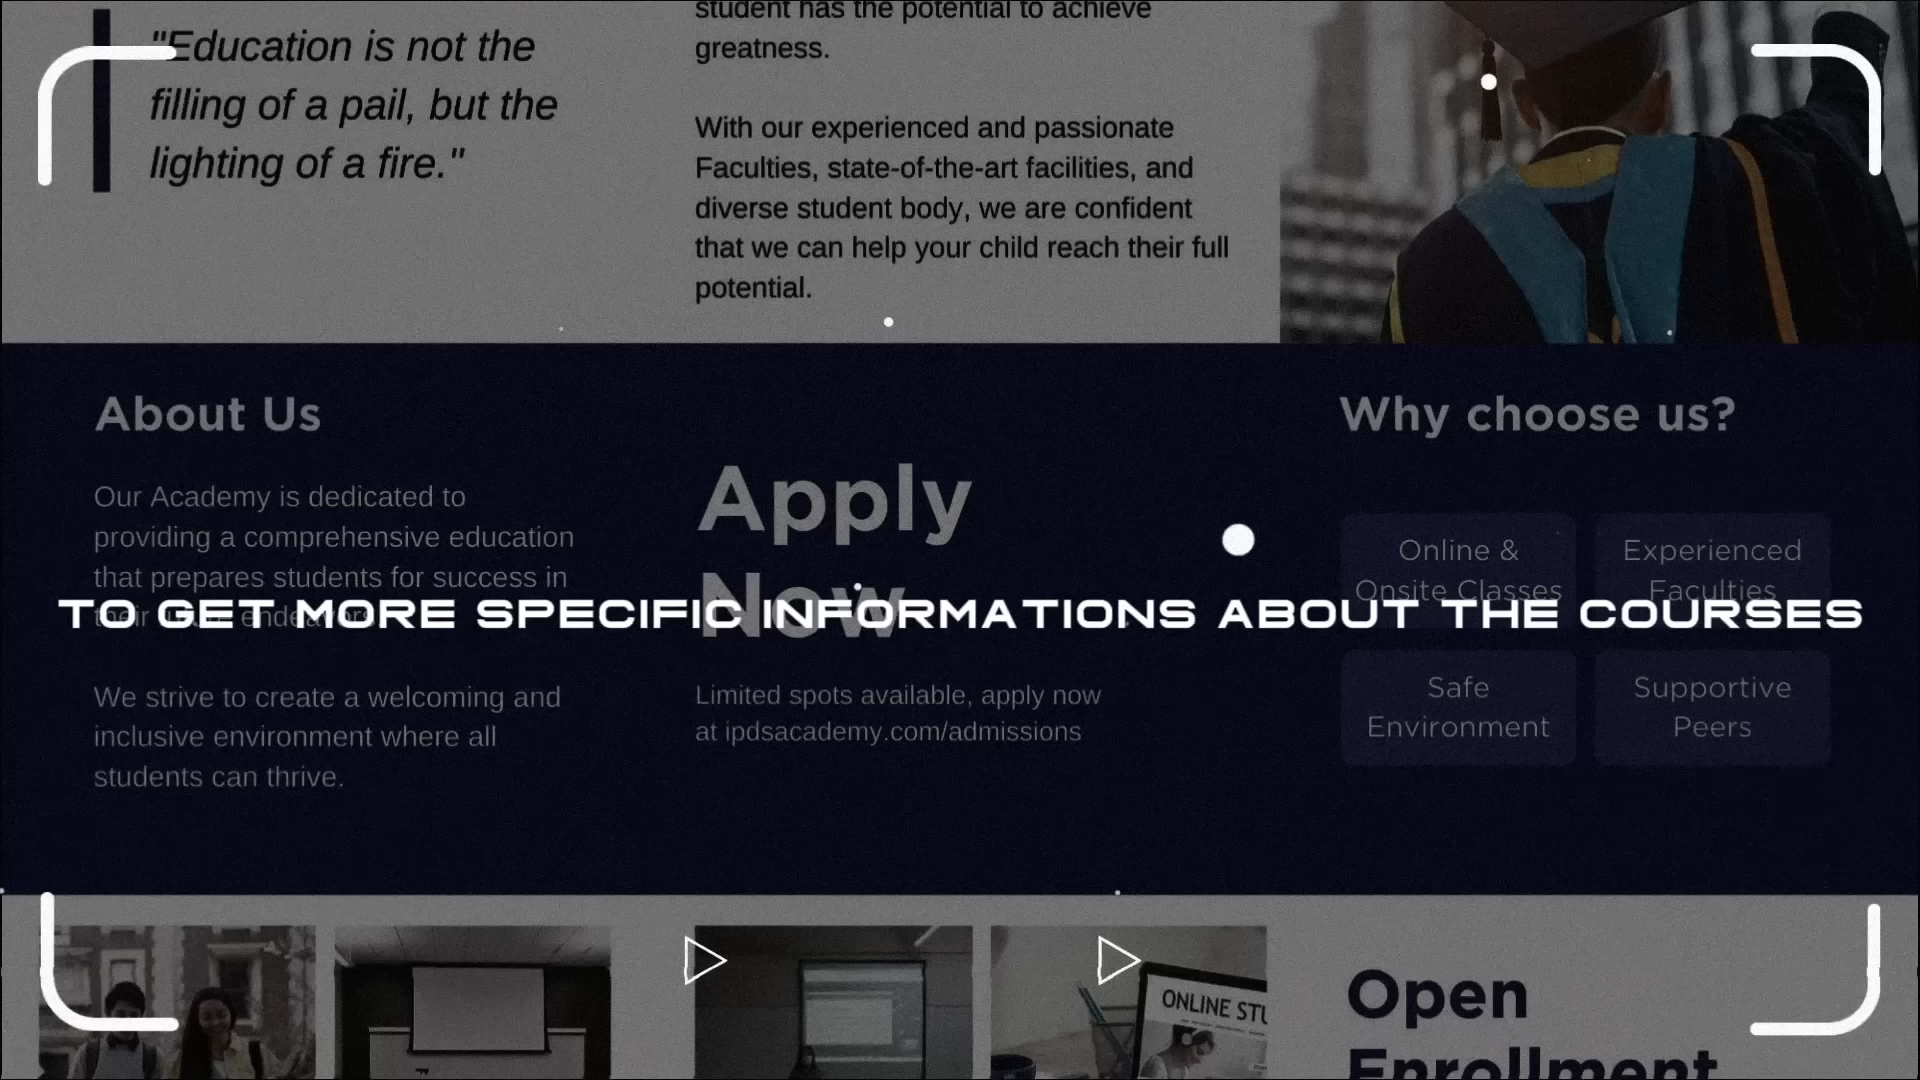 "Education is not the
filling of a pail, but the
lighting of a fire."
student has the potential to achieve
greatness.
With our experienced and passionate
Faculties, state-of-the-art facilities, and
diverse student body, we are confident
that we can help your child reach their full
potential.
About Us
Our Academy is dedicated to
providing a comprehensive education
that prepares students for success in
their future endeavors.
We strive to create a welcoming and
inclusive environment where all
students can thrive.
Apply
Now
Limited spots available, apply now
at ipdsacademy.com/admissions
Why choose us?
Online &
Onsite Classes
Experienced
Faculties
Safe
Environment
Supportive
Peers
TO GET MORE SPECIFIC INFORMATIONS ABOUT THE COURSES
ONLINE STU
Open
Enrollment